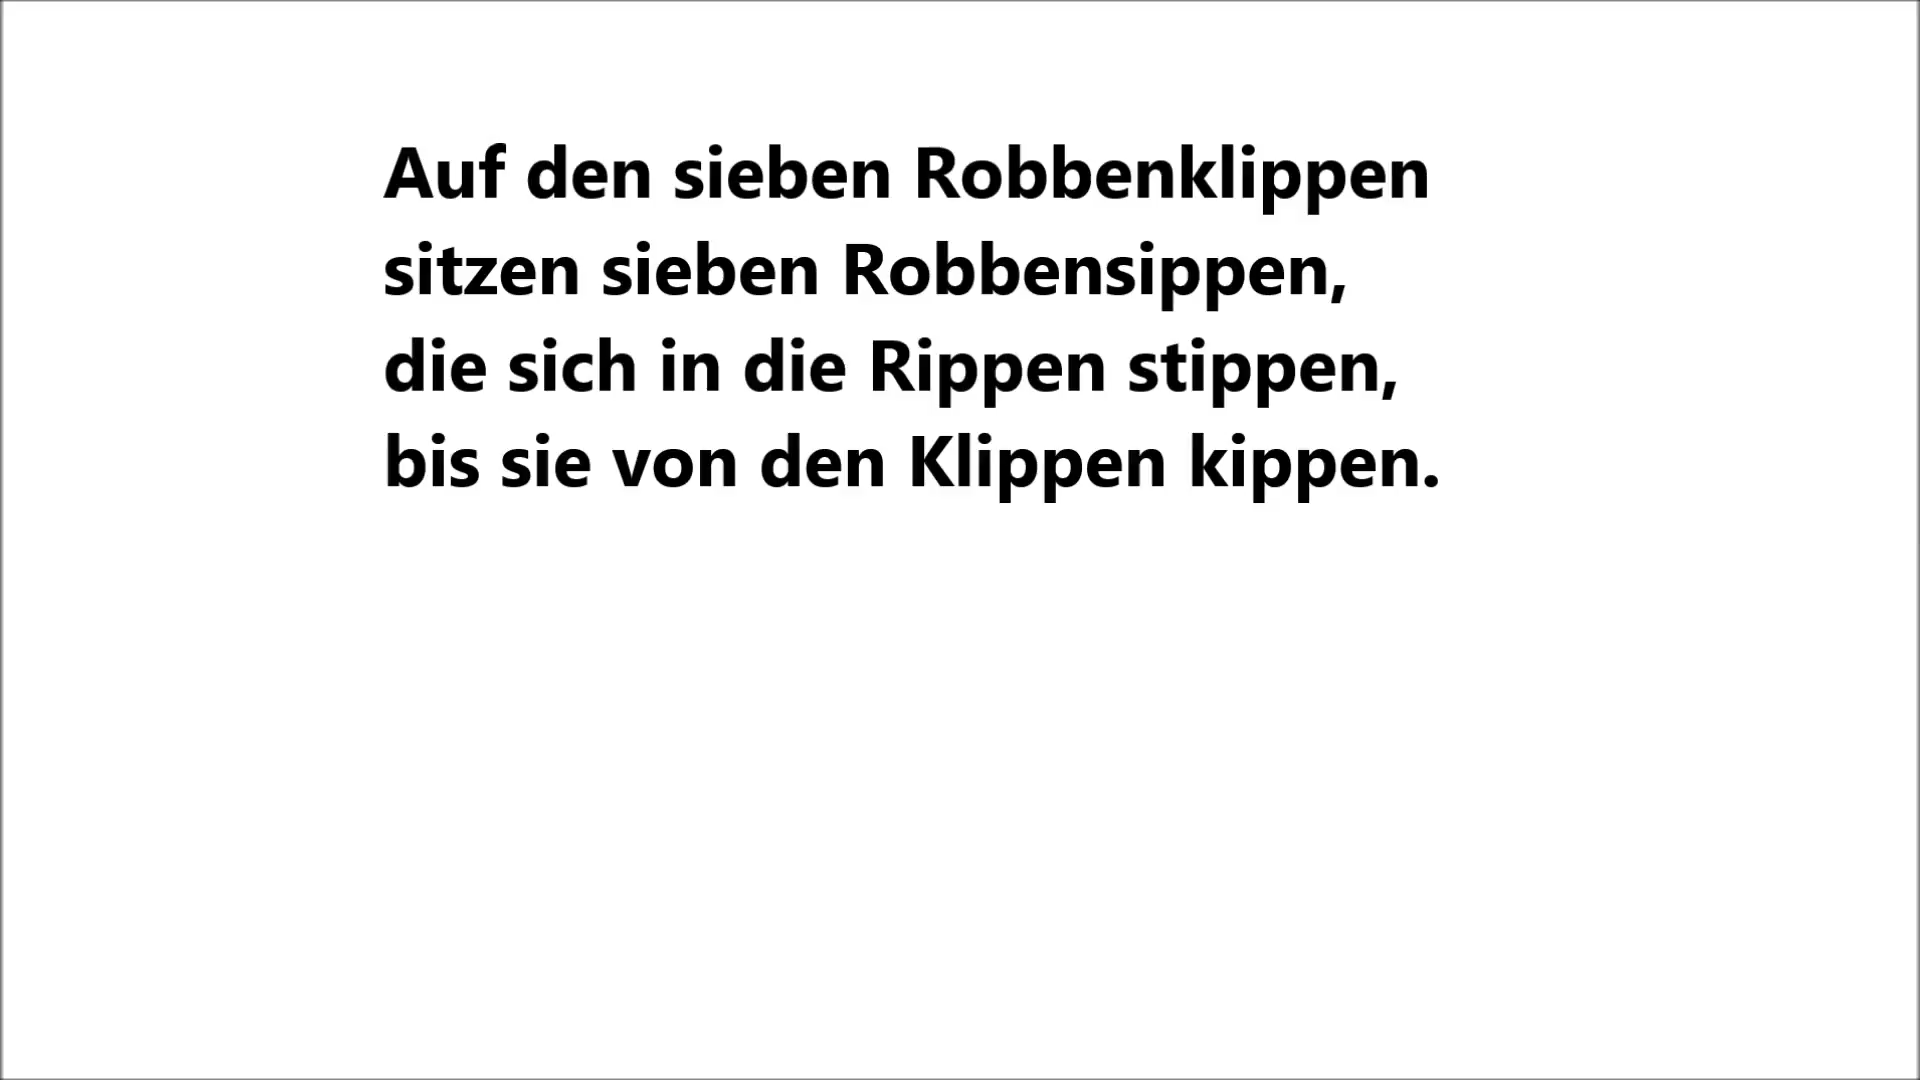 Auf den sieben Robbenklippen
sitzen sieben Robbensippen,
die sich in die Rippen stippen,
bis sie von den Klippen kippen.